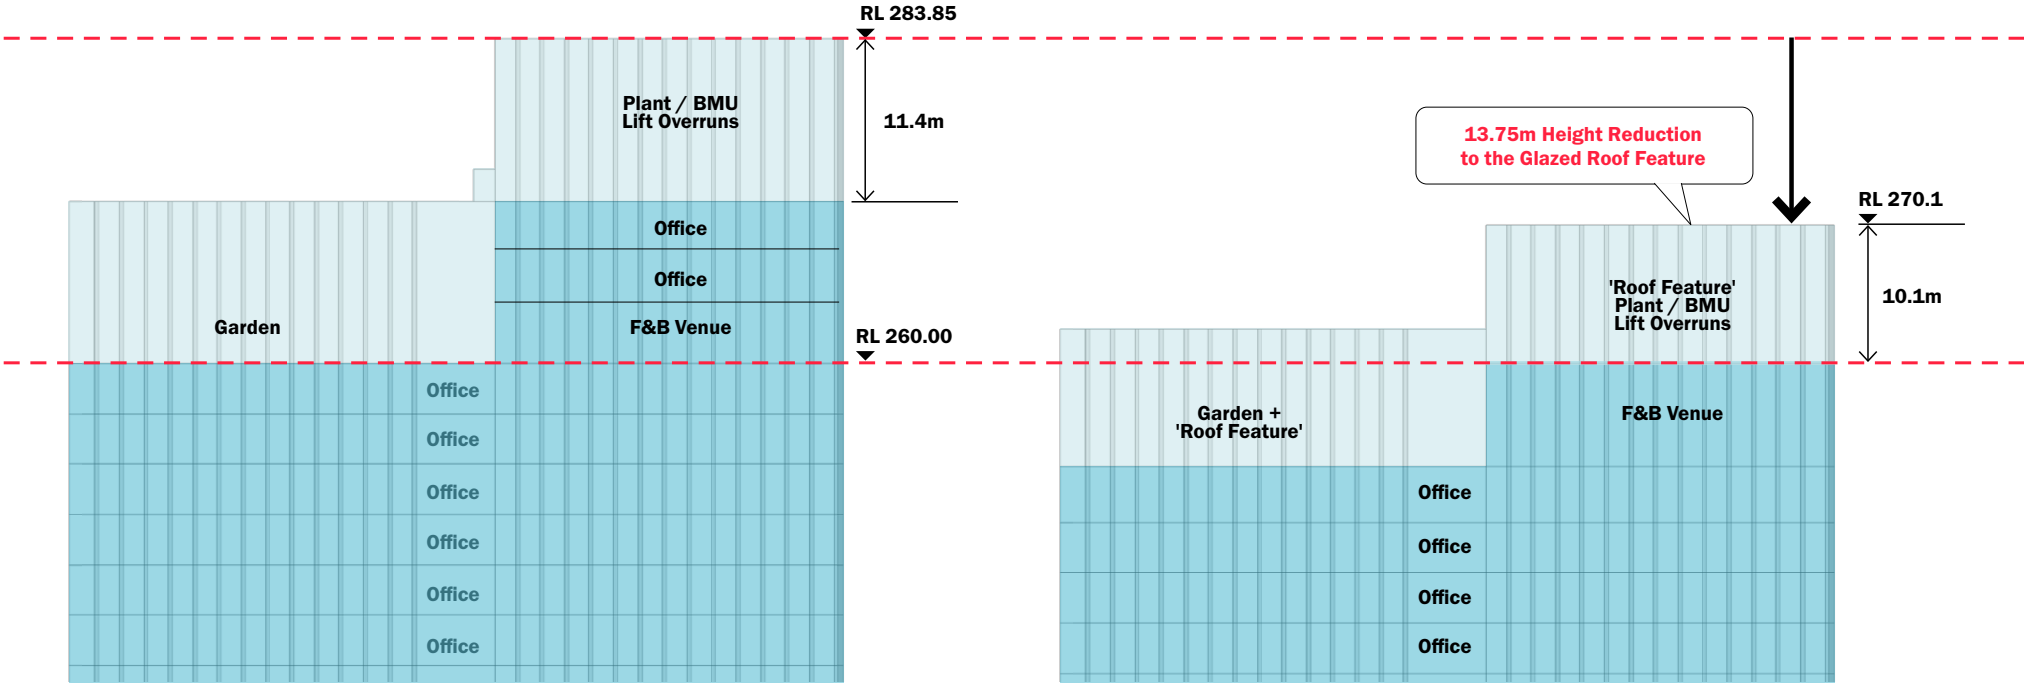 RL 283.85
Plant / BMU
Lift Overruns
11.4m
Office
Office
Garden
F&B Venue
RL 260.00
Office
Office
Office
Office
Office
Office
13.75m Height Reduction
to the Glazed Roof Feature
RL 270.1
'Roof Feature'
Plant / BMU
Lift Overruns
10.1m
Garden +
'Roof Feature'
F&B Venue
Office
Office
Office
Office